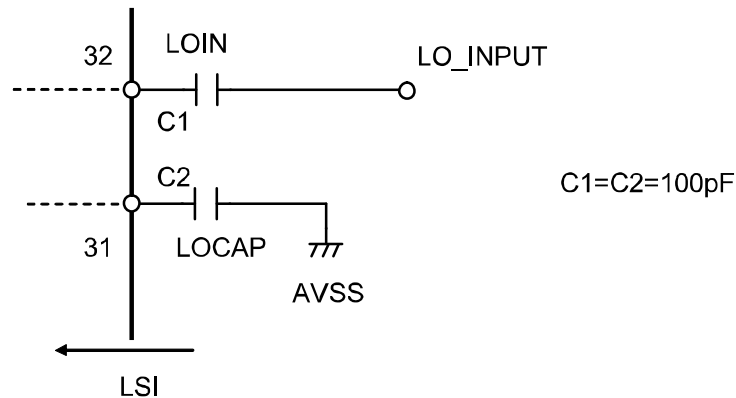 LOIN
32
LO_INPUT
C1
C2
C1=C2=100pF
31
LOCAP
AVSS
LSI